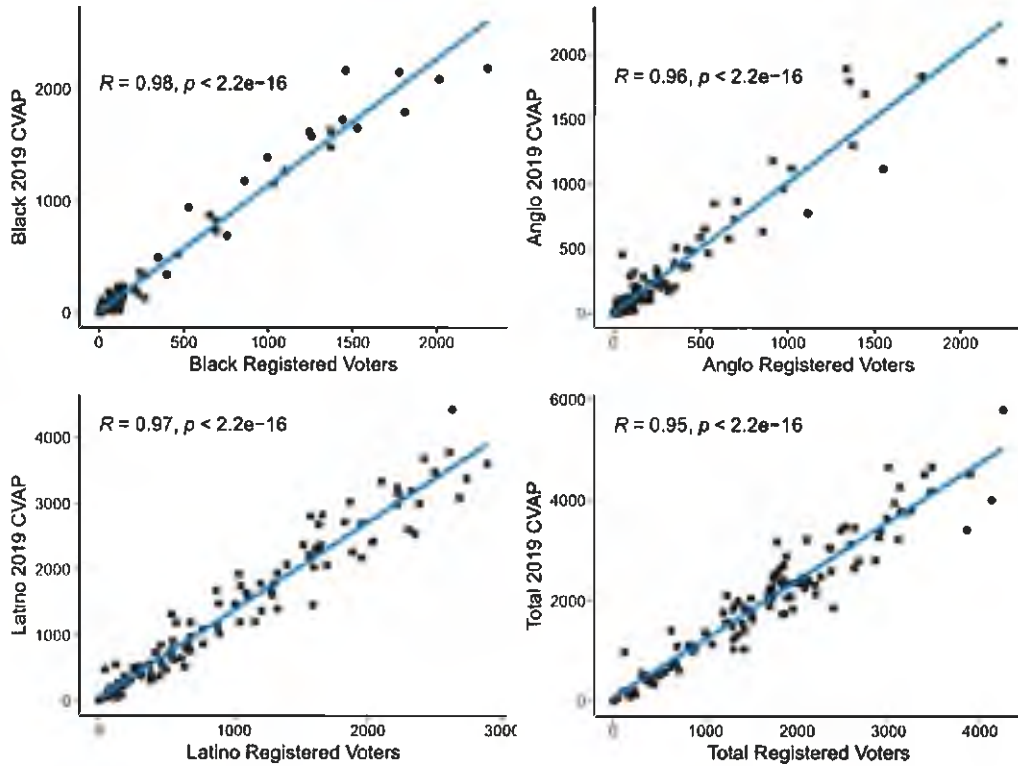 R = 0.98, p < 2.2e−16
Black 2019 CVAP
2000
1000
0
0 500 1000 1500 2000
Black Registered Voters
R = 0.96, p < 2.2e−16
Anglo 2019 CVAP
2000
1500
1000
500
0
0 500 1000 1500 2000
Anglo Registered Voters
R = 0.97, p < 2.2e−16
Latino 2019 CVAP
4000
3000
2000
1000
0
0 1000 2000 300
Latino Registered Voters
R = 0.95, p < 2.2e−16
Total 2019 CVAP
6000
4000
2000
0
0 1000 2000 3000 4000
Total Registered Voters